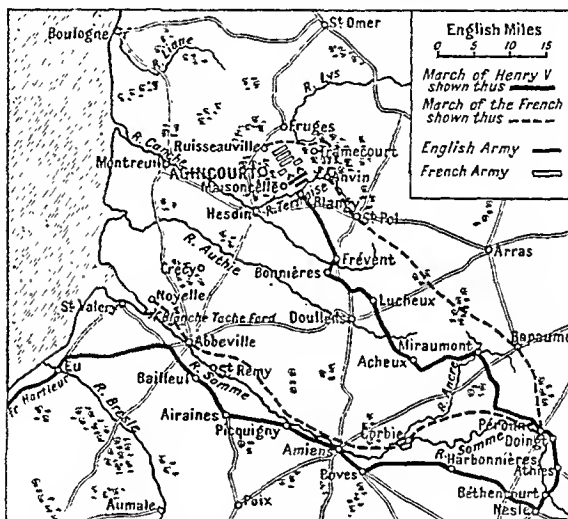 English Miles
0 5 10 15
March of Henry V
shown thus
March of the French
shown thus
English Army
French Army
Boulogne
St Omer
R. Liane
R. Lys
R. Canche
Fruges
Ruisseauville
Tramecourt
Montreuil
AGINCOURT
Maisoncelle
Anvin
R. Ternoise
Blangy
Hesdin
St Pol
R. Authie
Frévent
Arras
Crécy
Bonnières
Noyelle
Lucheux
St Valery
Blanche Tache Ford
Doullens
Miraumont
Bapaume
Abbeville
Acheux
Eu
St Remy
R. Somme
Bailleul
R. Ancre
Fr Harfleur
R. Bresle
Airaines
Picquigny
Corbie
Péronne
Doingt
Amiens
R. Somme
Harbonnières
Athies
Poves
Béthencourt
Aumale
Poix
Nesle